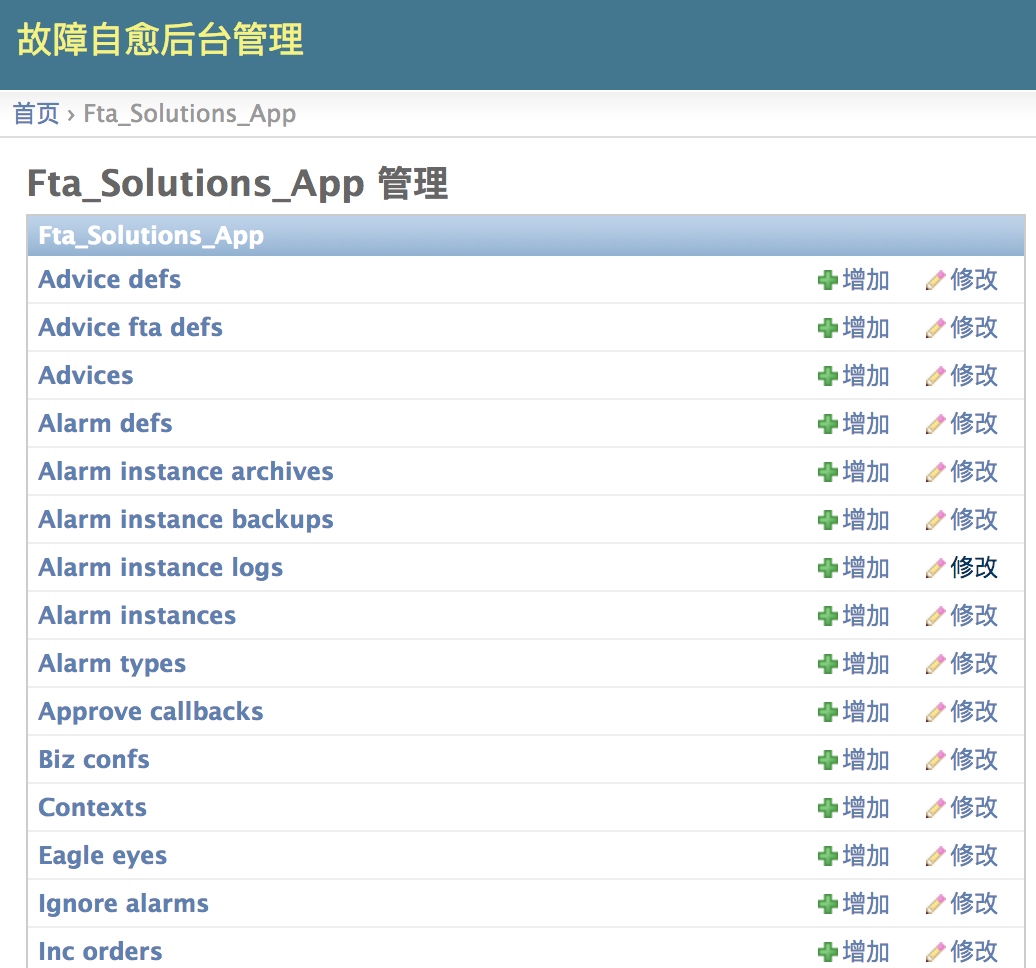 故障自愈后台管理
首页 › Fta_Solutions_App
Fta_Solutions_App 管理
Fta_Solutions_App
Advice defs 增加 修改
Advice fta defs 增加 修改
Advices 增加 修改
Alarm defs 增加 修改
Alarm instance archives 增加 修改
Alarm instance backups 增加 修改
Alarm instance logs 增加 修改
Alarm instances 增加 修改
Alarm types 增加 修改
Approve callbacks 增加 修改
Biz confs 增加 修改
Contexts 增加 修改
Eagle eyes 增加 修改
Ignore alarms 增加 修改
Inc orders 增加 修改